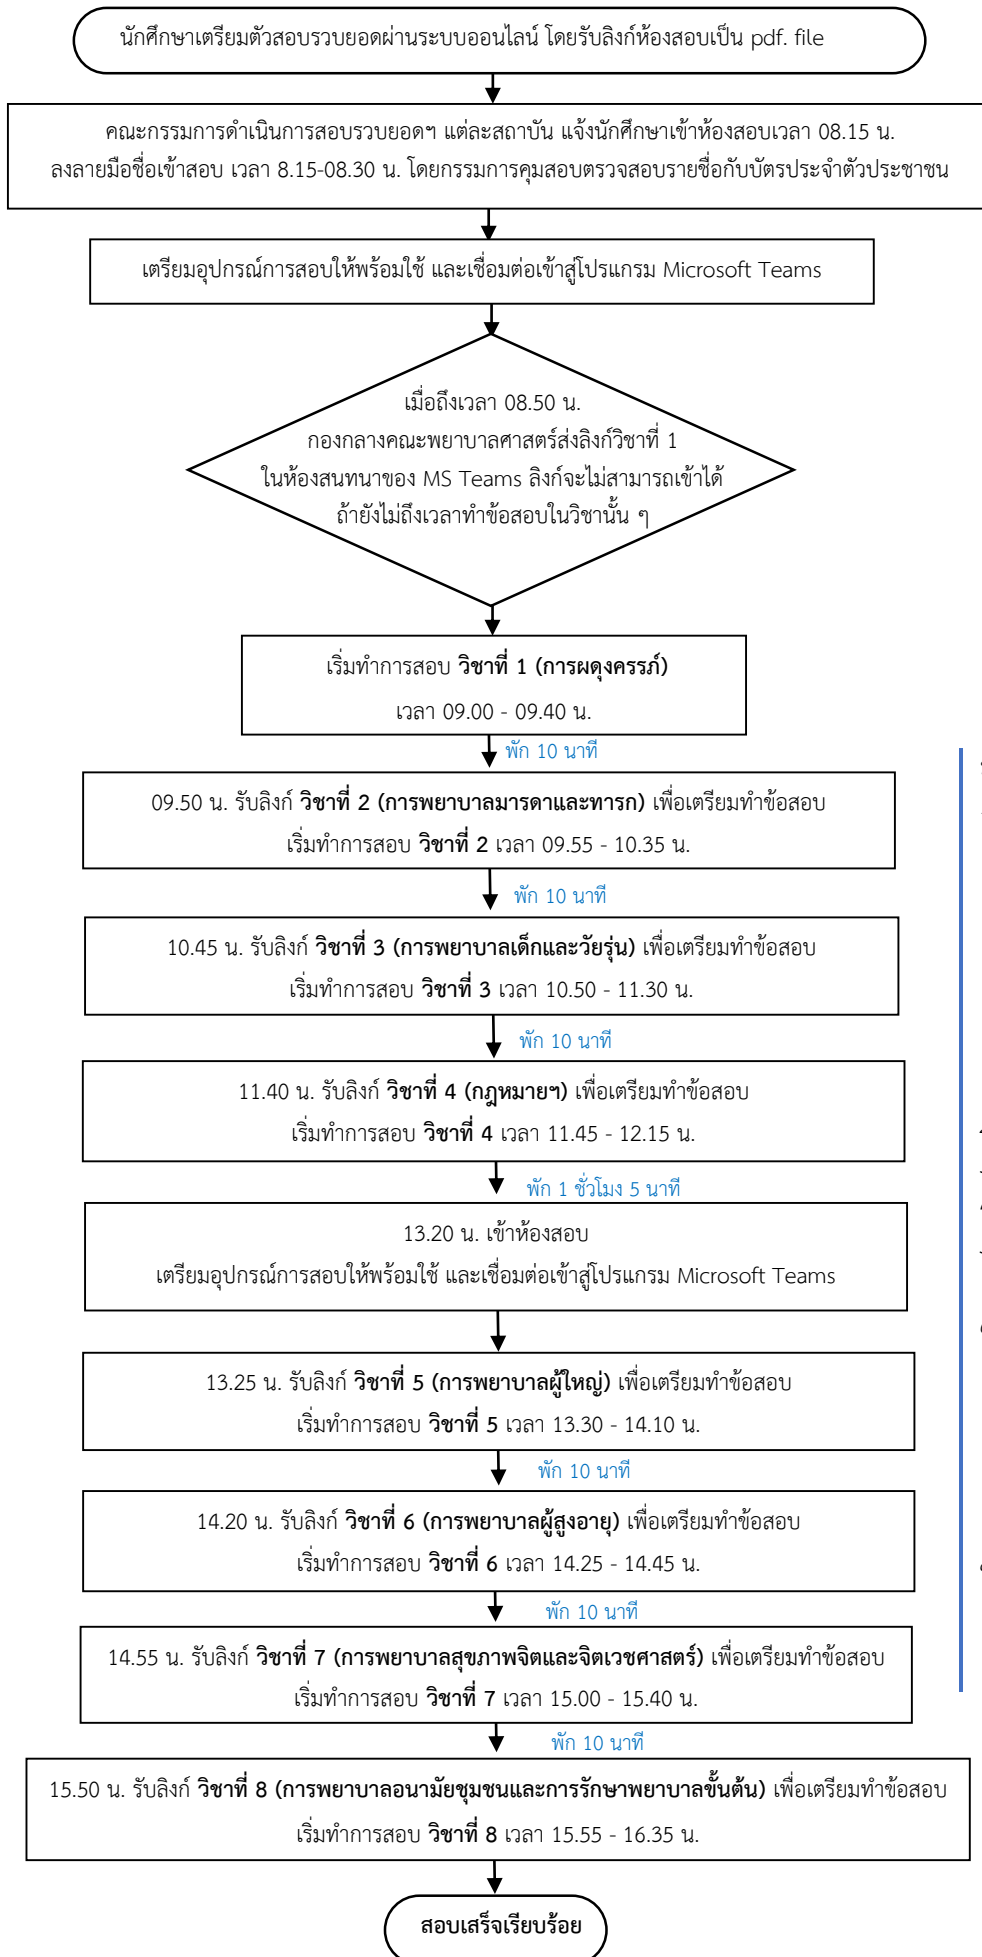 นักศึกษาเตรียมตัวสอบรวบยอดผ่านระบบออนไลน์ โดยรับลิงก์ห้องสอบเป็น pdf. file
คณะกรรมการดำเนินการสอบรวบยอดฯ แต่ละสถาบัน แจ้งนักศึกษาเข้าห้องสอบเวลา 08.15 น.
ลงลายมือชื่อเข้าสอบ เวลา 8.15-08.30 น. โดยกรรมการคุมสอบตรวจสอบรายชื่อกับบัตรประจำตัวประชาชน
เตรียมอุปกรณ์การสอบให้พร้อมใช้ และเชื่อมต่อเข้าสู่โปรแกรม Microsoft Teams
เมื่อถึงเวลา 08.50 น.
กองกลางคณะพยาบาลศาสตร์ส่งลิงก์วิชาที่ 1
ในห้องสนทนาของ MS Teams ลิงก์จะไม่สามารถเข้าได้
ถ้ายังไม่ถึงเวลาทำข้อสอบในวิชานั้น ๆ
เริ่มทำการสอบ วิชาที่ 1 (การผดุงครรภ์)
เวลา 09.00 - 09.40 น.
พัก 10 นาที
09.50 น. รับลิงก์ วิชาที่ 2 (การพยาบาลมารดาและทารก) เพื่อเตรียมทำข้อสอบ
เริ่มทำการสอบ วิชาที่ 2 เวลา 09.55 - 10.35 น.
พัก 10 นาที
10.45 น. รับลิงก์ วิชาที่ 3 (การพยาบาลเด็กและวัยรุ่น) เพื่อเตรียมทำข้อสอบ
เริ่มทำการสอบ วิชาที่ 3 เวลา 10.50 - 11.30 น.
พัก 10 นาที
11.40 น. รับลิงก์ วิชาที่ 4 (กฎหมายฯ) เพื่อเตรียมทำข้อสอบ
เริ่มทำการสอบ วิชาที่ 4 เวลา 11.45 - 12.15 น.
พัก 1 ชั่วโมง 5 นาที
13.20 น. เข้าห้องสอบ
เตรียมอุปกรณ์การสอบให้พร้อมใช้ และเชื่อมต่อเข้าสู่โปรแกรม Microsoft Teams
13.25 น. รับลิงก์ วิชาที่ 5 (การพยาบาลผู้ใหญ่) เพื่อเตรียมทำข้อสอบ
เริ่มทำการสอบ วิชาที่ 5 เวลา 13.30 - 14.10 น.
พัก 10 นาที
14.20 น. รับลิงก์ วิชาที่ 6 (การพยาบาลผู้สูงอายุ) เพื่อเตรียมทำข้อสอบ
เริ่มทำการสอบ วิชาที่ 6 เวลา 14.25 - 14.45 น.
พัก 10 นาที
14.55 น. รับลิงก์ วิชาที่ 7 (การพยาบาลสุขภาพจิตและจิตเวชศาสตร์) เพื่อเตรียมทำข้อสอบ
เริ่มทำการสอบ วิชาที่ 7 เวลา 15.00 - 15.40 น.
พัก 10 นาที
15.50 น. รับลิงก์ วิชาที่ 8 (การพยาบาลอนามัยชุมชนและการรักษาพยาบาลขั้นต้น) เพื่อเตรียมทำข้อสอบ
เริ่มทำการสอบ วิชาที่ 8 เวลา 15.55 - 16.35 น.
สอบเสร็จเรียบร้อย